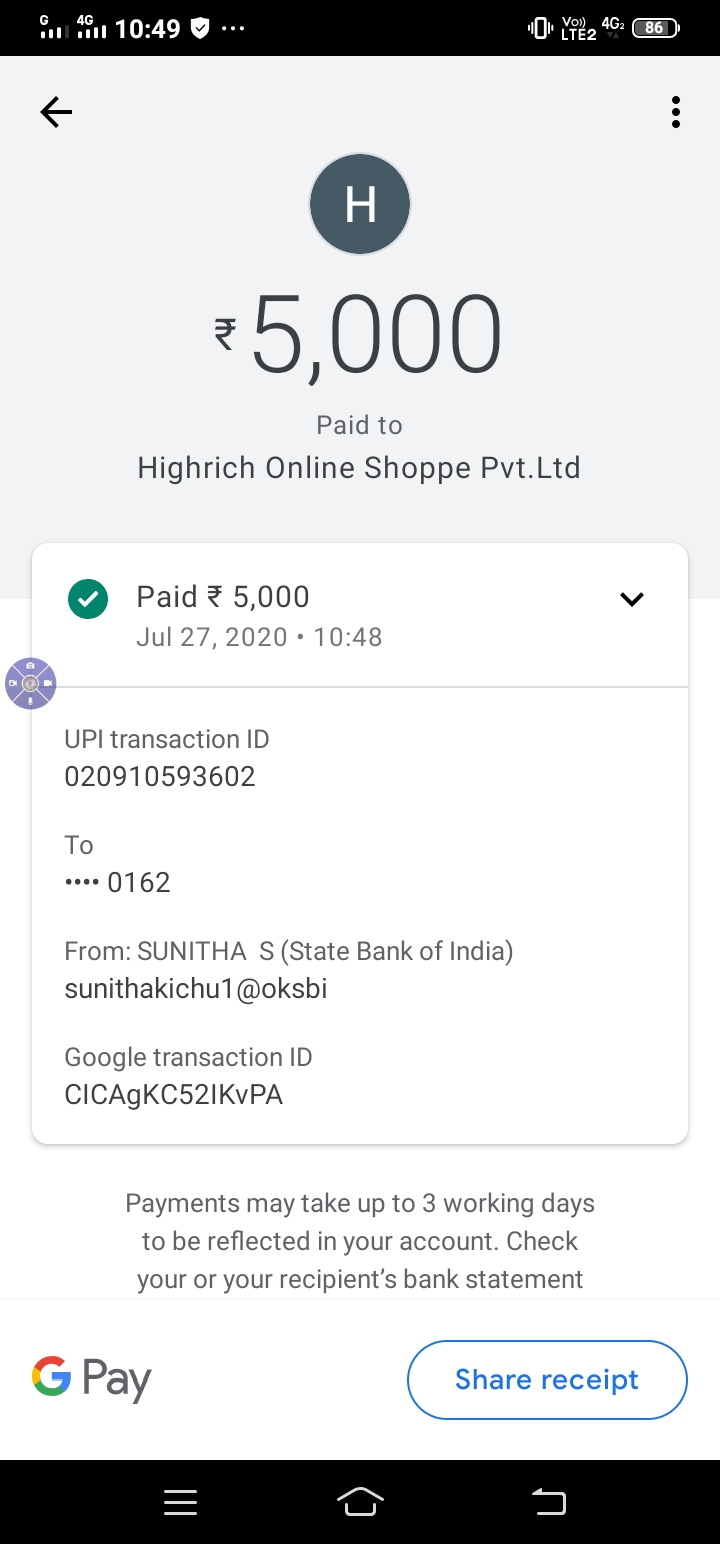 G 4G 10:49 ... Vo)) LTE2 4G2 86
H
₹5,000
Paid to
Highrich Online Shoppe Pvt.Ltd
Paid ₹ 5,000
Jul 27, 2020 • 10:48
UPI transaction ID
020910593602
To
•••• 0162
From: SUNITHA  S (State Bank of India)
sunithakichu1@oksbi
Google transaction ID
CICAgKC52IKvPA
Payments may take up to 3 working days
to be reflected in your account. Check
your or your recipient's bank statement
G Pay
Share receipt